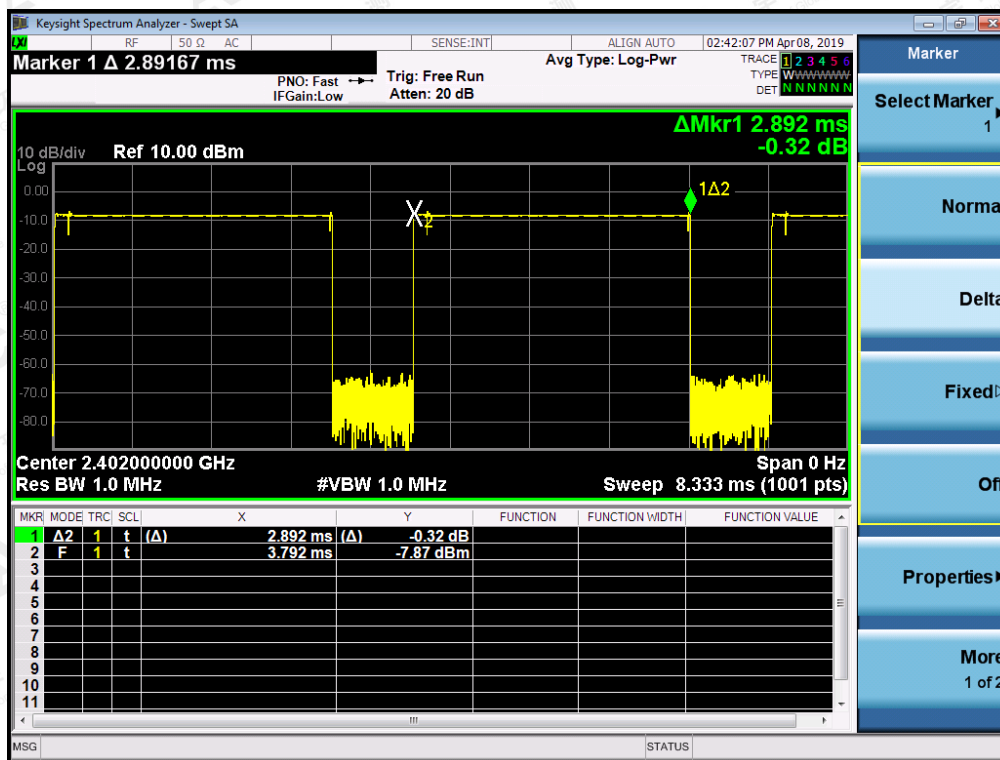 Keysight Spectrum Analyzer - Swept SA
LXI RF 50 Ω AC SENSE:INT ALIGN AUTO 02:42:07 PM Apr 08, 2019
Marker 1 Δ 2.89167 ms
PNO: Fast
IFGain:Low
Trig: Free Run
Atten: 20 dB
Avg Type: Log-Pwr
TRACE 1 2 3 4 5 6
TYPE W
DET N N N N N N
ΔMkr1 2.892 ms
-0.32 dB
10 dB/div Ref 10.00 dBm
Log
0.00
-10.0
-20.0
-30.0
-40.0
-50.0
-60.0
-70.0
-80.0
X2
1Δ2
Center 2.402000000 GHz Span 0 Hz
Res BW 1.0 MHz #VBW 1.0 MHz Sweep 8.333 ms (1001 pts)
MKR MODE TRC SCL X Y FUNCTION FUNCTION WIDTH FUNCTION VALUE
1 Δ2 1 t (Δ) 2.892 ms (Δ) -0.32 dB
2 F 1 t 3.792 ms -7.87 dBm
3
4
5
6
7
8
9
10
11
MSG STATUS
Marker
Select Marker
1
Norma
Delta
Fixed
Off
Properties
More
1 of 2